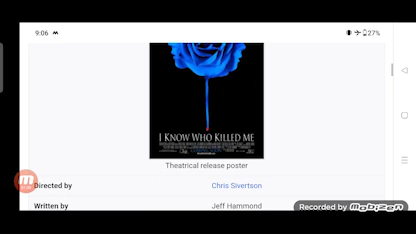 9:06
27%
I KNOW WHO KILLED ME
Theatrical release poster
Directed by Chris Sivertson
Written by Jeff Hammond
Recorded by Mobizen